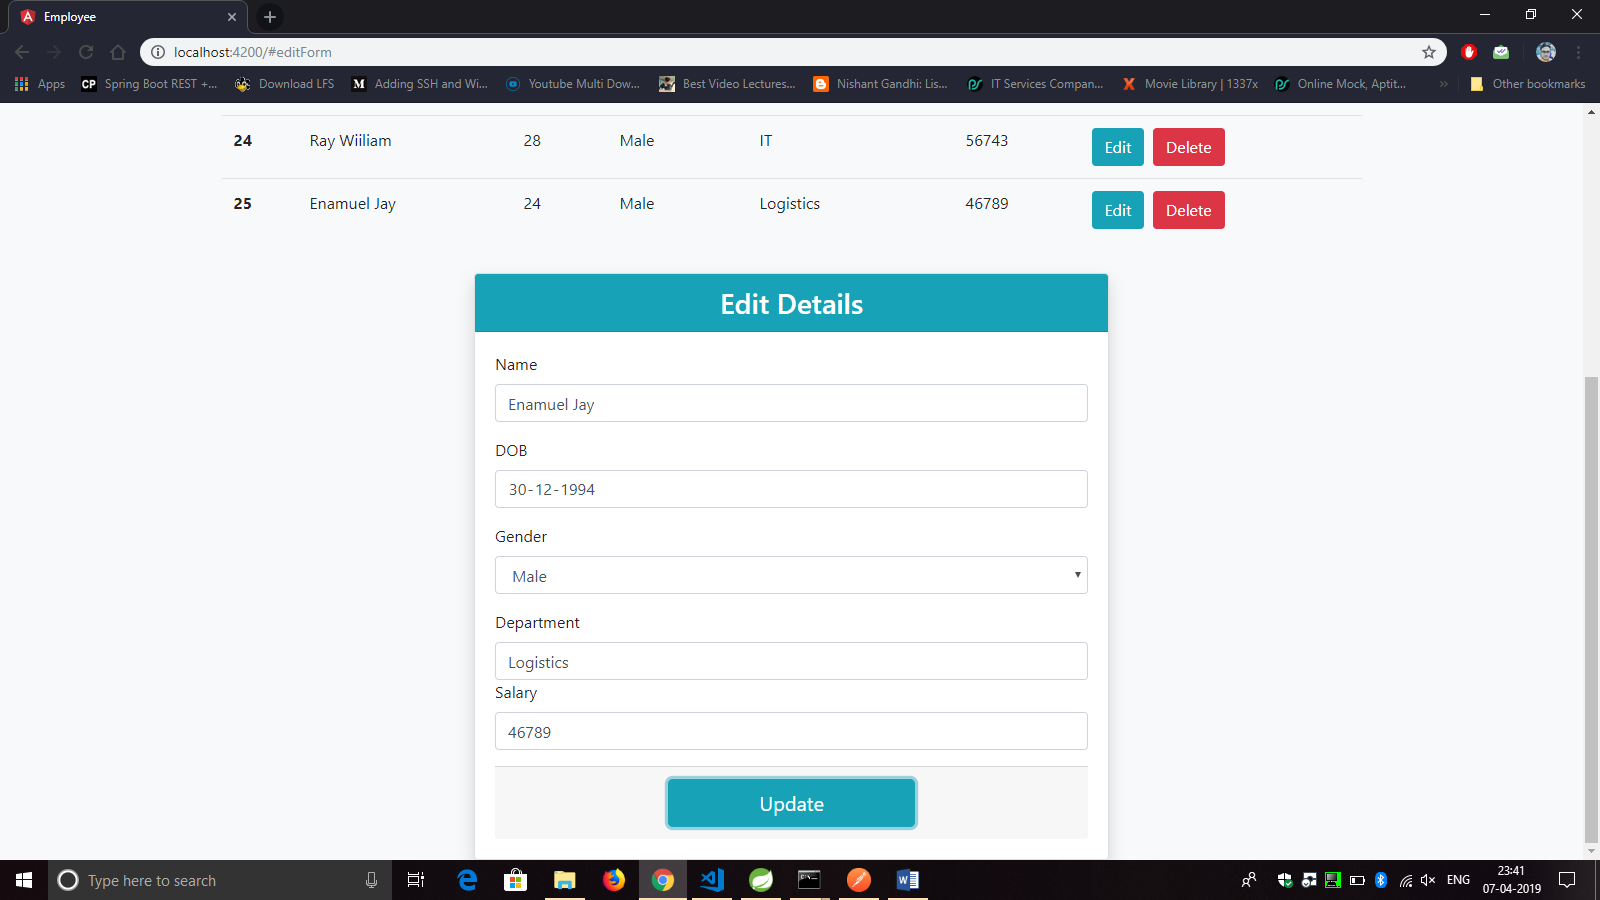 Employee
localhost:4200/#editForm
Apps CP Spring Boot REST +... Download LFS M Adding SSH and Wi... Youtube Multi Dow... Best Video Lectures... Nishant Gandhi: Lis... IT Services Compan... X Movie Library | 1337x Online Mock, Aptit... » Other bookmarks
24 Ray Wiiliam 28 Male IT 56743 Edit Delete
25 Enamuel Jay 24 Male Logistics 46789 Edit Delete
Edit Details
Name
Enamuel Jay
DOB
30-12-1994
Gender
Male
Department
Logistics
Salary
46789
Update
Type here to search
ENG
23:41
07-04-2019